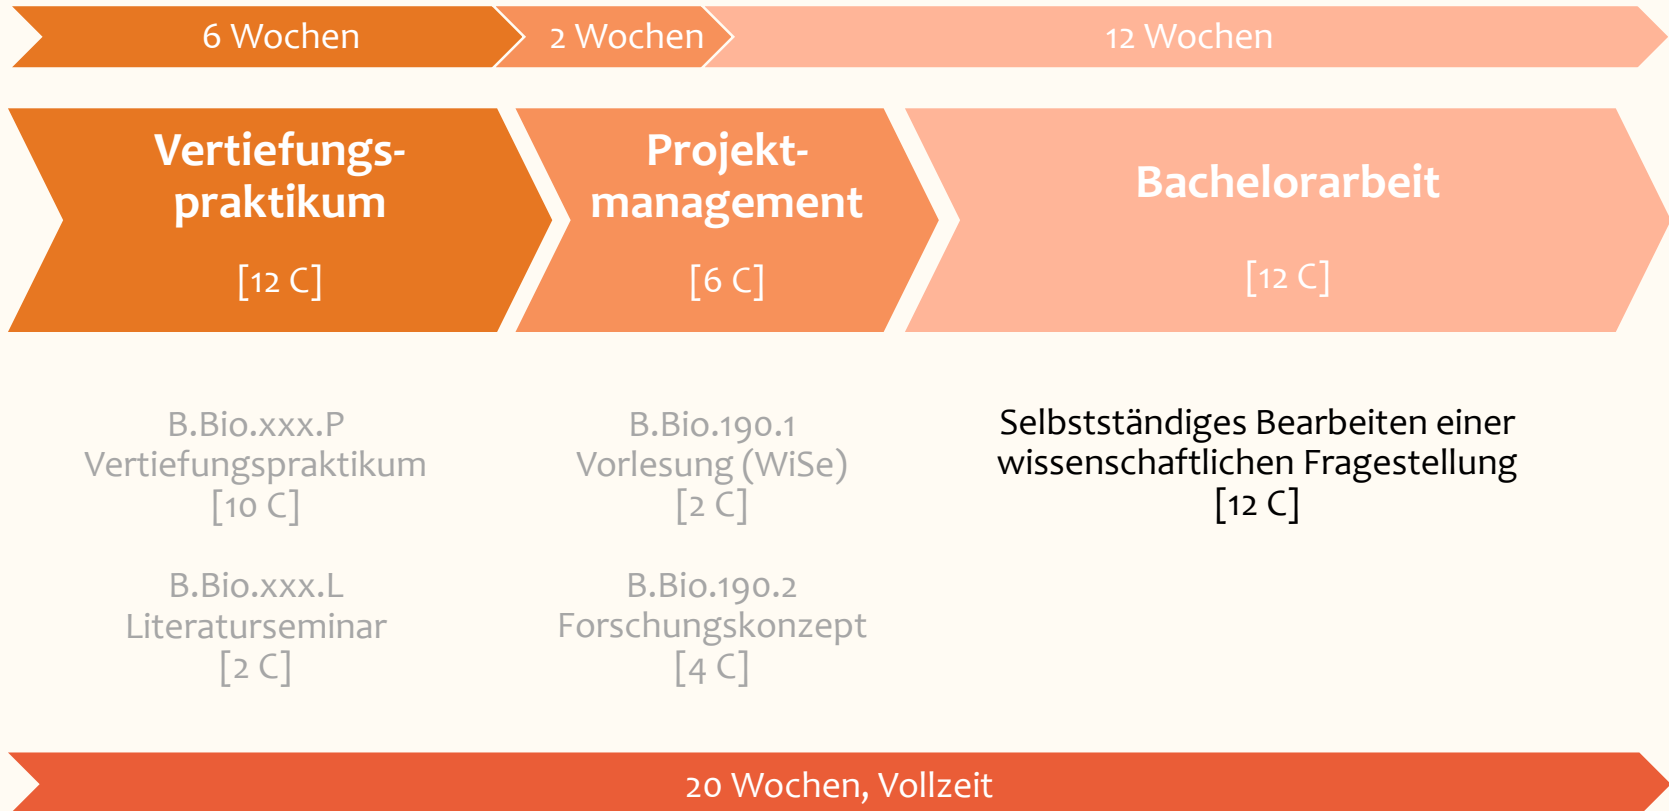 6 Wochen
2 Wochen
12 Wochen
Vertiefungs-
praktikum
[12 C]
Projekt-
management
[6 C]
Bachelorarbeit
[12 C]
B.Bio.xxx.P
Vertiefungspraktikum
[10 C]
B.Bio.xxx.L
Literaturseminar
[2 C]
B.Bio.190.1
Vorlesung (WiSe)
[2 C]
B.Bio.190.2
Forschungskonzept
[4 C]
Selbstständiges Bearbeiten einer
wissenschaftlichen Fragestellung
[12 C]
20 Wochen, Vollzeit